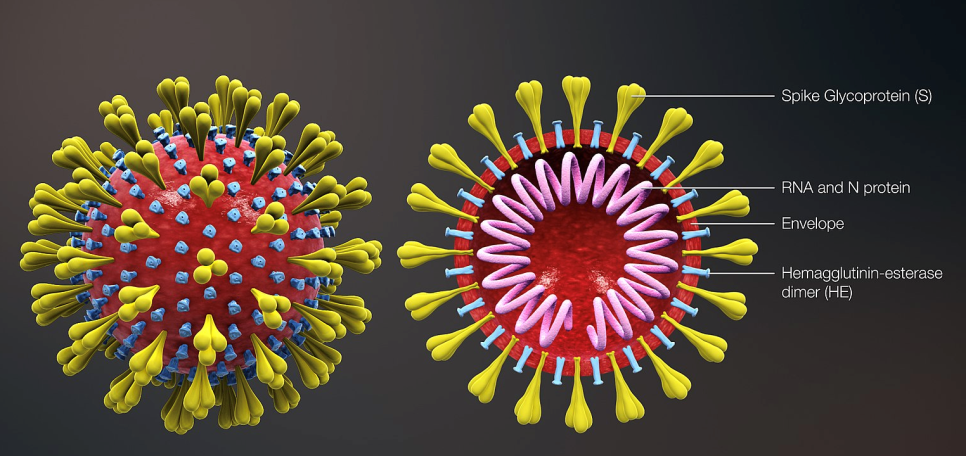 Spike Glycoprotein (S)
RNA and N protein
Envelope
Hemagglutinin-esterase
dimer (HE)